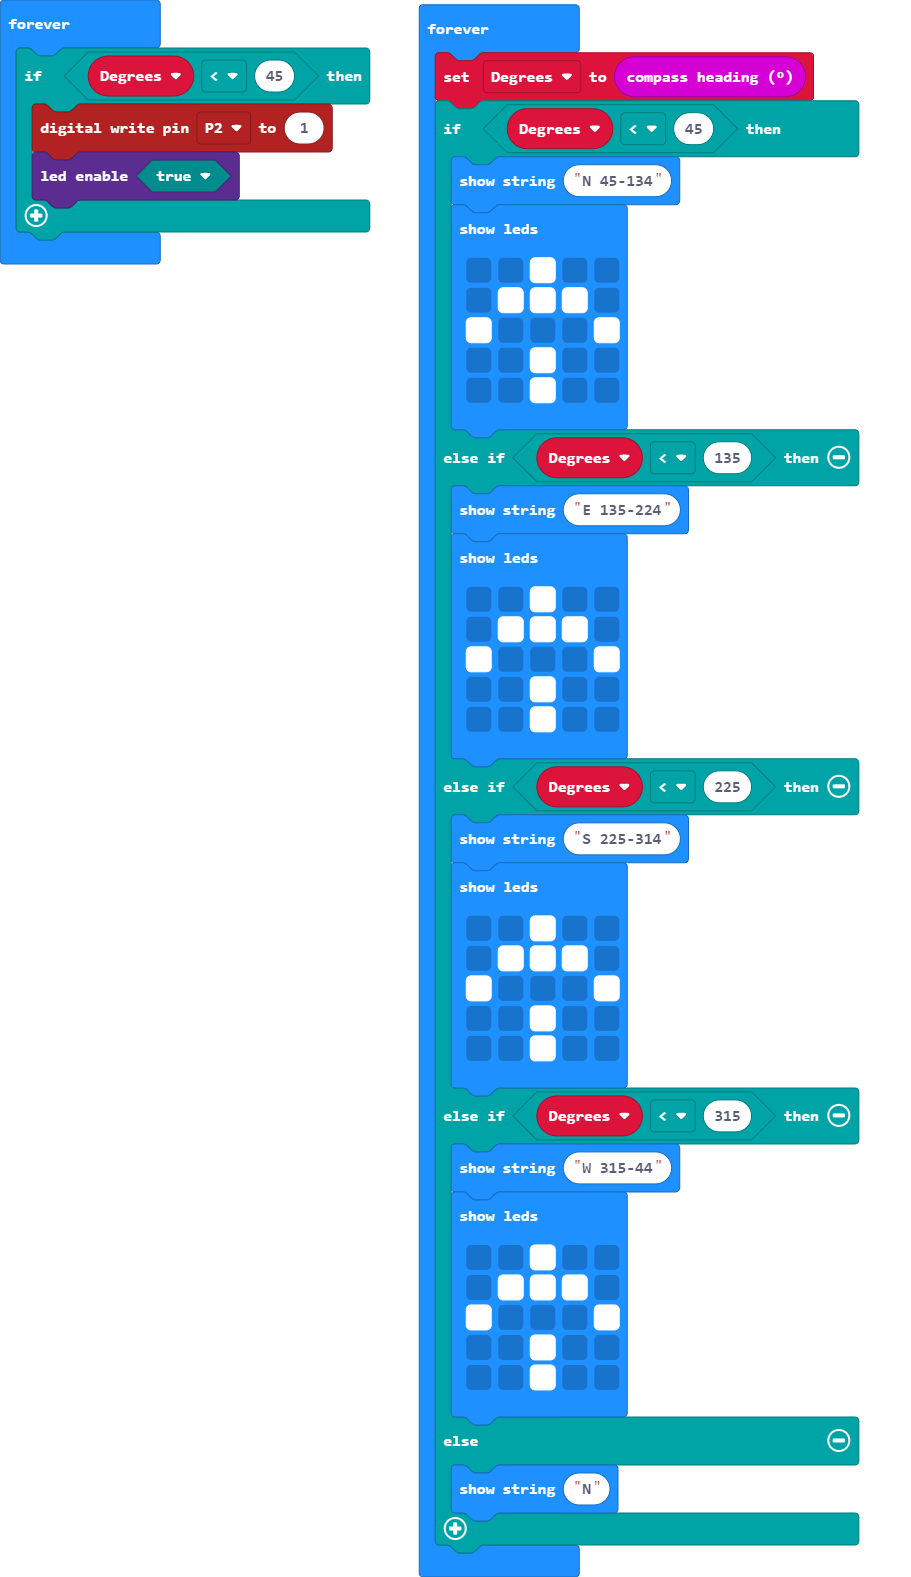 forever
if Degrees < 45 then
digital write pin P2 to 1
led enable true
forever
set Degrees to compass heading (°)
if Degrees < 45 then
show string "N 45-134"
show leds
else if Degrees < 135 then
show string "E 135-224"
show leds
else if Degrees < 225 then
show string "S 225-314"
show leds
else if Degrees < 315 then
show string "W 315-44"
show leds
else
show string "N"